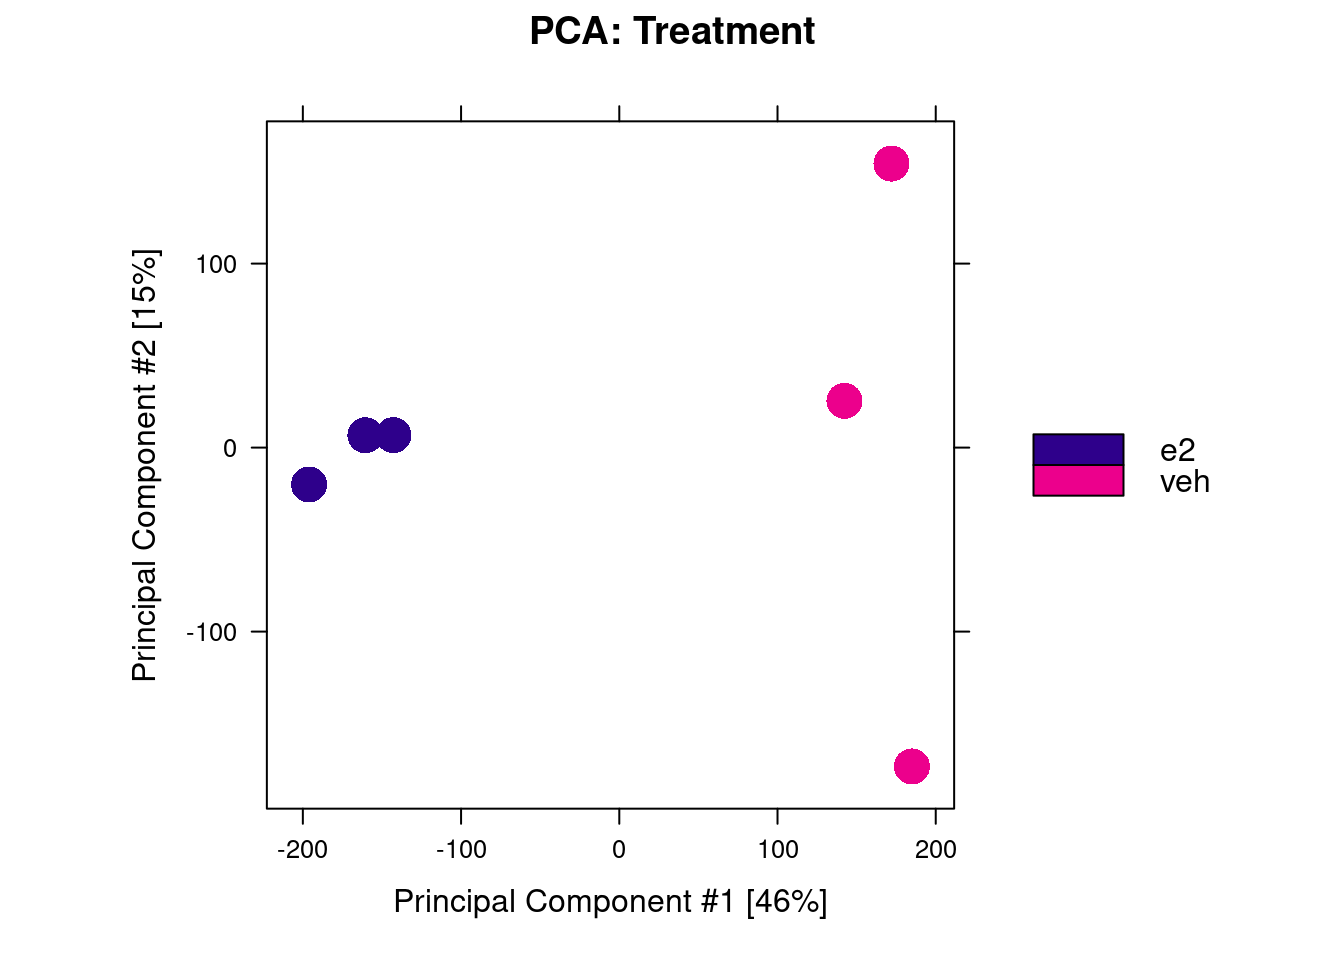 PCA: Treatment
Principal Component #2 [15%]
100
0
-100
-200
-100
0
100
200
Principal Component #1 [46%]
e2
veh